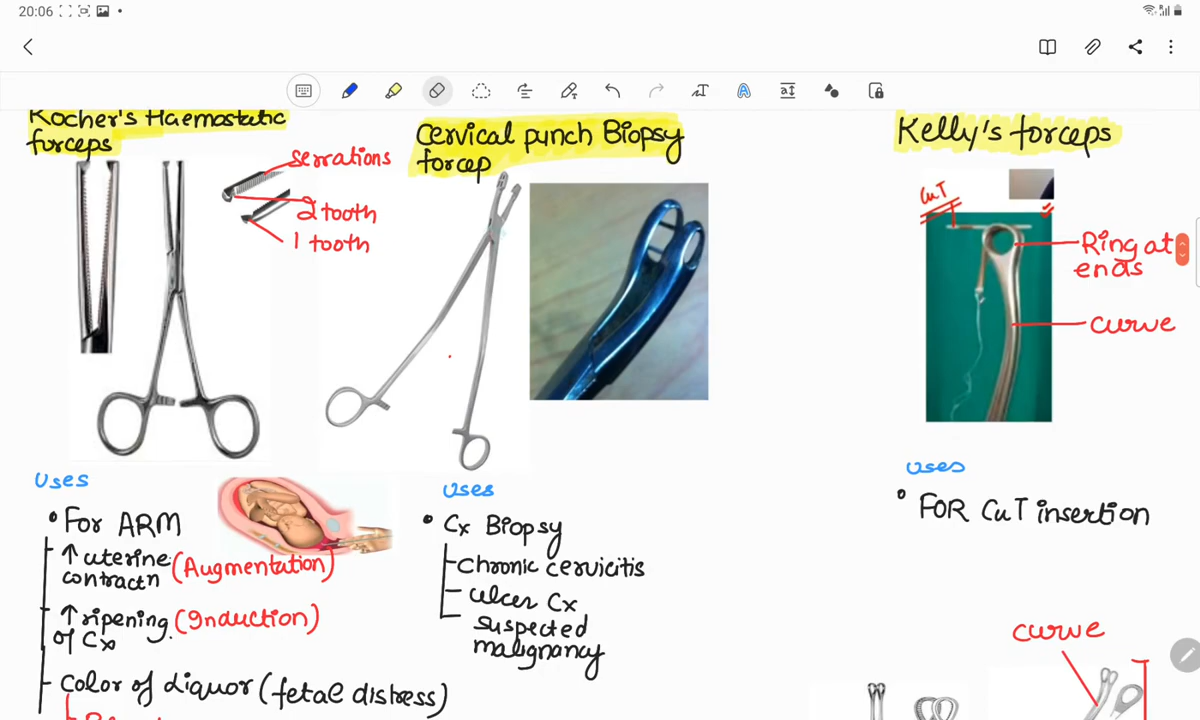 20:06
Kocher's Haemostatic
forceps
serrations
2 tooth
1 tooth
Cervical punch Biopsy
forcep
Kelly's forceps
CuT
Ring at
ends
curve
uses
• For ARM
↑ uterine
contractn (Augmentation)
↑ ripening (Induction)
of Cx.
Color of liquor (fetal distress)
uses
• Cx Biopsy
Chronic cervicitis
ulcer Cx
suspected
malignancy
uses
• FOR CuT insertion
curve